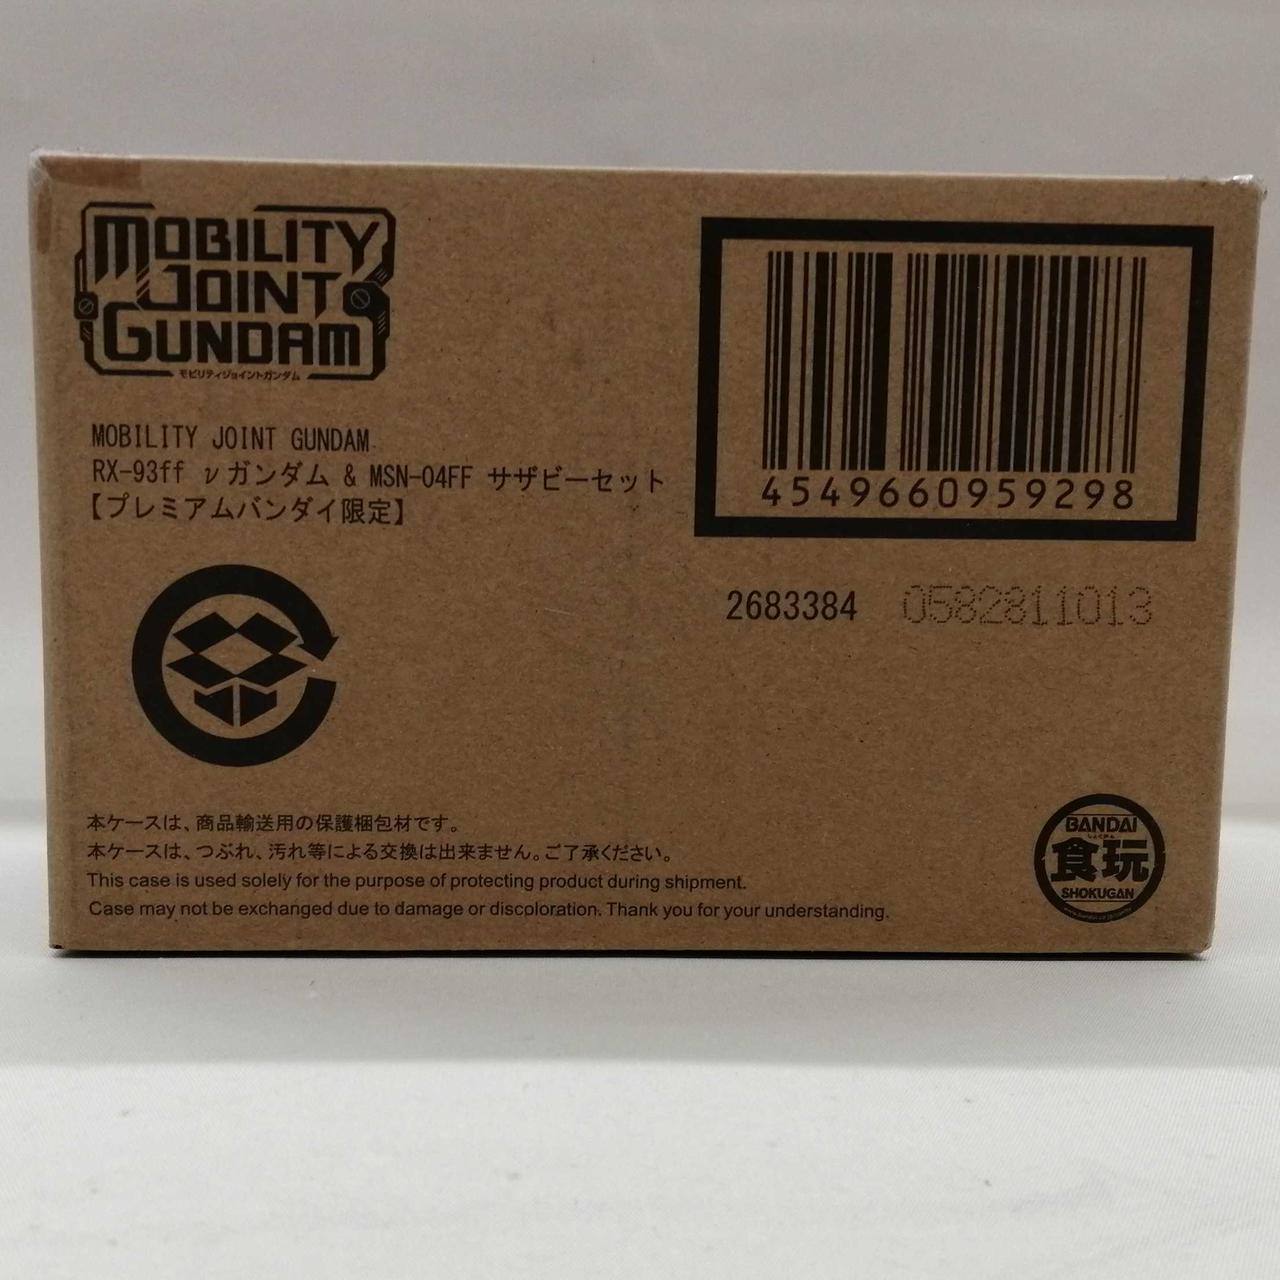 MOBILITY
JOINT
GUNDAM
モビリティジョイントガンダム
MOBILITY JOINT GUNDAM
RX-93ff νガンダム & MSN-04FF サザビーセット
【プレミアムバンダイ限定】
4549660959298
2683384 0582811013
本ケースは、商品輸送用の保護梱包材です。
本ケースは、つぶれ、汚れ等による交換は出来ません。ご了承ください。
This case is used solely for the purpose of protecting product during shipment.
Case may not be exchanged due to damage or discoloration. Thank you for your understanding.
BANDAI
しょくがん
食玩
SHOKUGAN